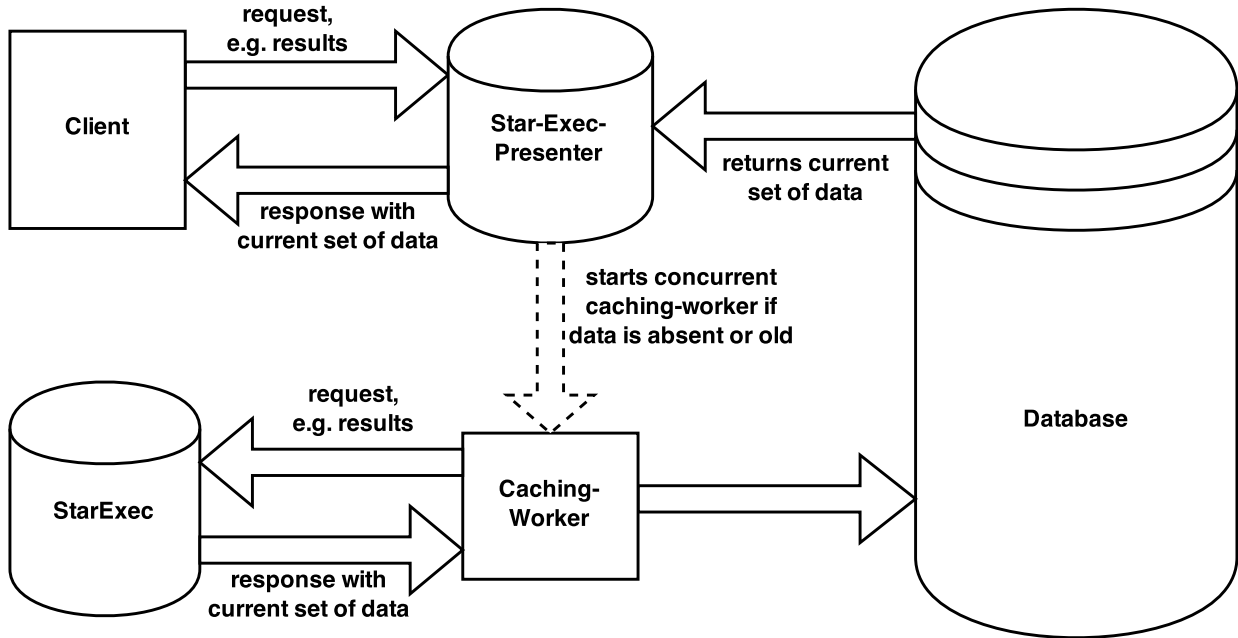 request,
e.g. results
Client
Star-Exec-
Presenter
returns current
set of data
response with
current set of data
starts concurrent
caching-worker if
data is absent or old
request,
e.g. results
Database
StarExec
Caching-
Worker
response with
current set of data